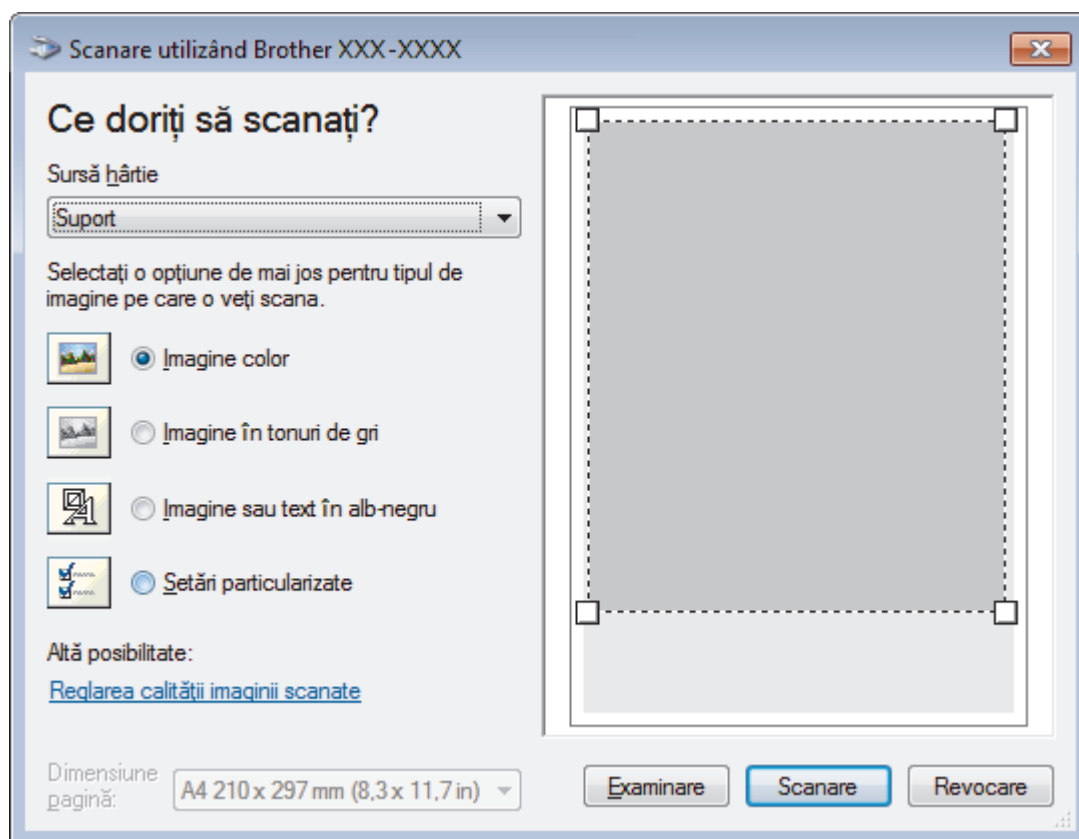 Scanare utilizând Brother XXX-XXXX
Ce doriți să scanați?
Sursă hârtie
Suport
Selectați o opțiune de mai jos pentru tipul de
imagine pe care o veți scana.
Imagine color
Imagine în tonuri de gri
Imagine sau text în alb-negru
Setări particularizate
Altă posibilitate:
Reglarea calității imaginii scanate
Dimensiune
pagină:
A4 210 x 297 mm (8,3 x 11,7 in)
Examinare
Scanare
Revocare